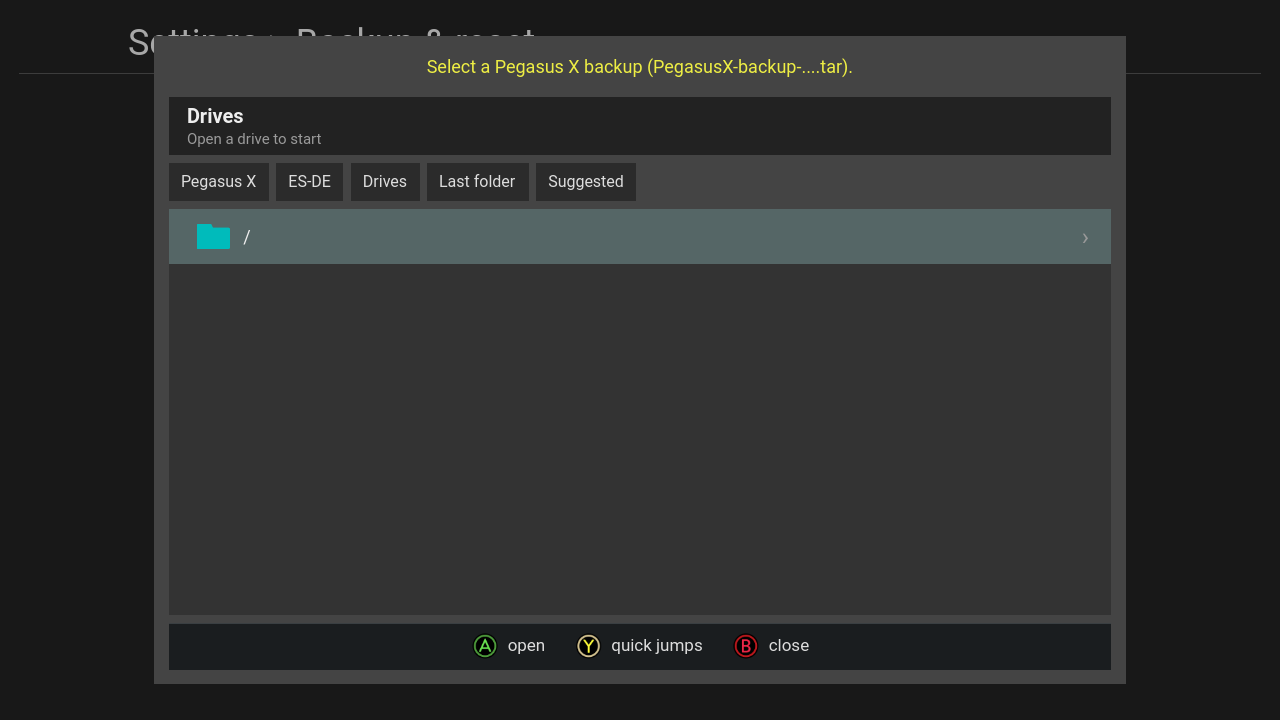 Select a Pegasus X backup (PegasusX-backup-....tar).
Drives
Open a drive to start
Pegasus X ES-DE Drives Last folder Suggested
/ ›
A open Y quick jumps B close